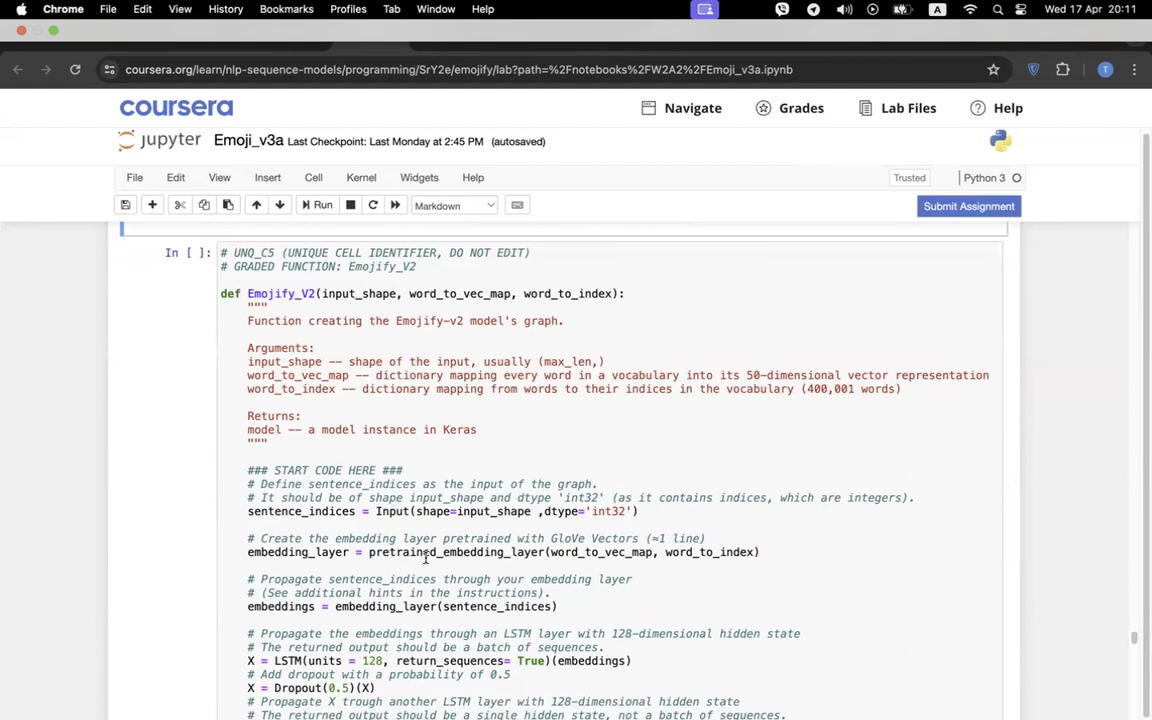 Chrome File Edit View History Bookmarks Profiles Tab Window Help A Wed 17 Apr 20:11
coursera.org/learn/nlp-sequence-models/programming/SrY2e/emojify/lab?path=%2Fnotebooks%2FW2A2%2FEmoji_v3a.ipynb T
coursera Navigate Grades Lab Files Help
jupyter Emoji_v3a Last Checkpoint: Last Monday at 2:45 PM (autosaved)
File Edit View Insert Cell Kernel Widgets Help Trusted Python 3
Run Markdown Submit Assignment
In [ ]: # UNQ_C5 (UNIQUE CELL IDENTIFIER, DO NOT EDIT)
# GRADED FUNCTION: Emojify_V2
def Emojify_V2(input_shape, word_to_vec_map, word_to_index):
"""
Function creating the Emojify-v2 model's graph.
Arguments:
input_shape -- shape of the input, usually (max_len,)
word_to_vec_map -- dictionary mapping every word in a vocabulary into its 50-dimensional vector representation
word_to_index -- dictionary mapping from words to their indices in the vocabulary (400,001 words)
Returns:
model -- a model instance in Keras
"""
### START CODE HERE ###
# Define sentence_indices as the input of the graph.
# It should be of shape input_shape and dtype 'int32' (as it contains indices, which are integers).
sentence_indices = Input(shape=input_shape ,dtype='int32')
# Create the embedding layer pretrained with GloVe Vectors (≈1 line)
embedding_layer = pretrained_embedding_layer(word_to_vec_map, word_to_index)
# Propagate sentence_indices through your embedding layer
# (See additional hints in the instructions).
embeddings = embedding_layer(sentence_indices)
# Propagate the embeddings through an LSTM layer with 128-dimensional hidden state
# The returned output should be a batch of sequences.
X = LSTM(units = 128, return_sequences= True)(embeddings)
# Add dropout with a probability of 0.5
X = Dropout(0.5)(X)
# Propagate X trough another LSTM layer with 128-dimensional hidden state
# The returned output should be a single hidden state, not a batch of sequences.